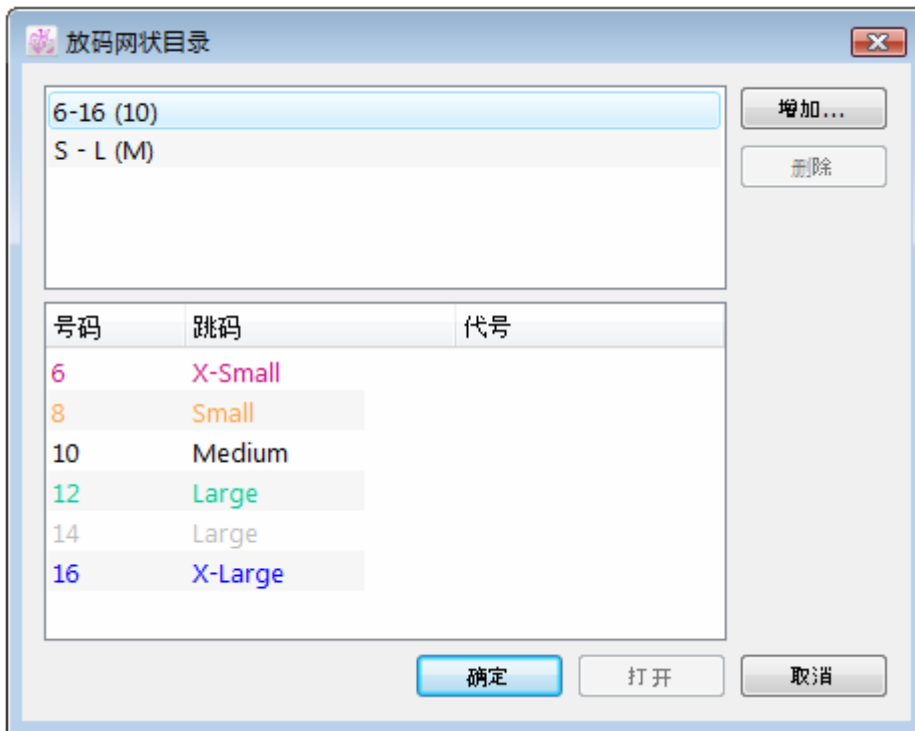 放码网状目录
6-16 (10)
增加...
S - L (M)
删除
号码 跳码 代号
6 X-Small
8 Small
10 Medium
12 Large
14 Large
16 X-Large
确定 打开 取消